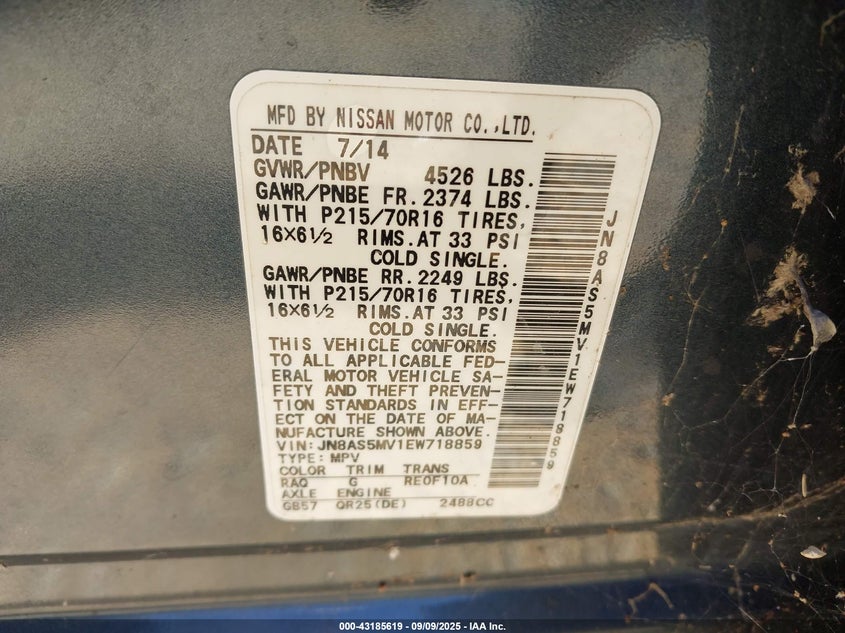 MFD BY NISSAN MOTOR CO.,LTD.
DATE 7/14
GVWR/PNBV 4526 LBS.
GAWR/PNBE FR. 2374 LBS.
WITH P215/70R16 TIRES,
16×6½ RIMS. AT 33 PSI
COLD SINGLE.
GAWR/PNBE RR. 2249 LBS.
WITH P215/70R16 TIRES,
16×6½ RIMS. AT 33 PSI
COLD SINGLE.
THIS VEHICLE CONFORMS
TO ALL APPLICABLE FED-
ERAL MOTOR VEHICLE SA-
FETY AND THEFT PREVEN-
TION STANDARDS IN EFF-
ECT ON THE DATE OF MA-
NUFACTURE SHOWN ABOVE.
VIN: JN8AS5MV1EW718859
TYPE: MPV
COLOR TRIM TRANS
RAQ G RE0F10A
AXLE ENGINE
GB57 QR25(DE) 2488CC
JN8AS5MV1EW718859
000-43185619 - 09/09/2025 - IAA Inc.